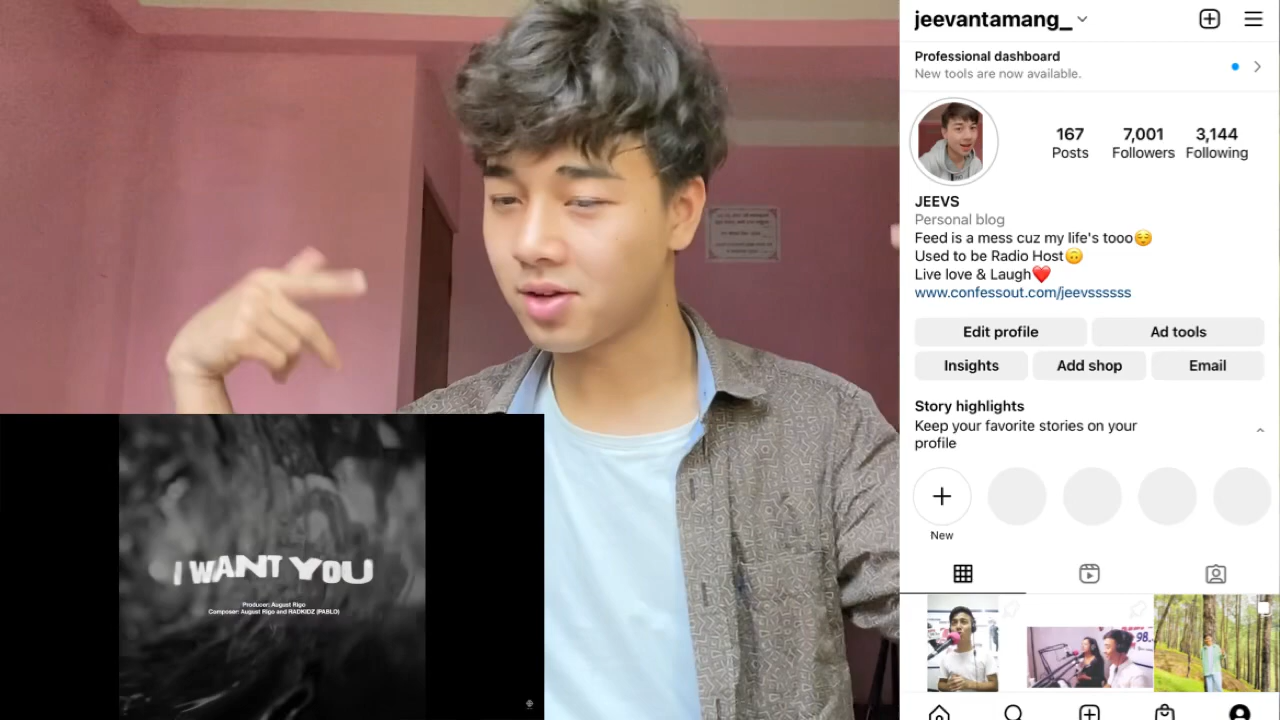 I WANT YOU
Producer: August Rigo
Composer: August Rigo and RADKIDZ (PABLO)
jeevantamang_
Professional dashboard
New tools are now available.
167
7,001
3,144
Posts
Followers
Following
JEEVS
Personal blog
Feed is a mess cuz my life's tooo😌
Used to be Radio Host🙃
Live love & Laugh❤️
www.confessout.com/jeevssssss
Edit profile
Ad tools
Insights
Add shop
Email
Story highlights
Keep your favorite stories on your
profile
New
98.